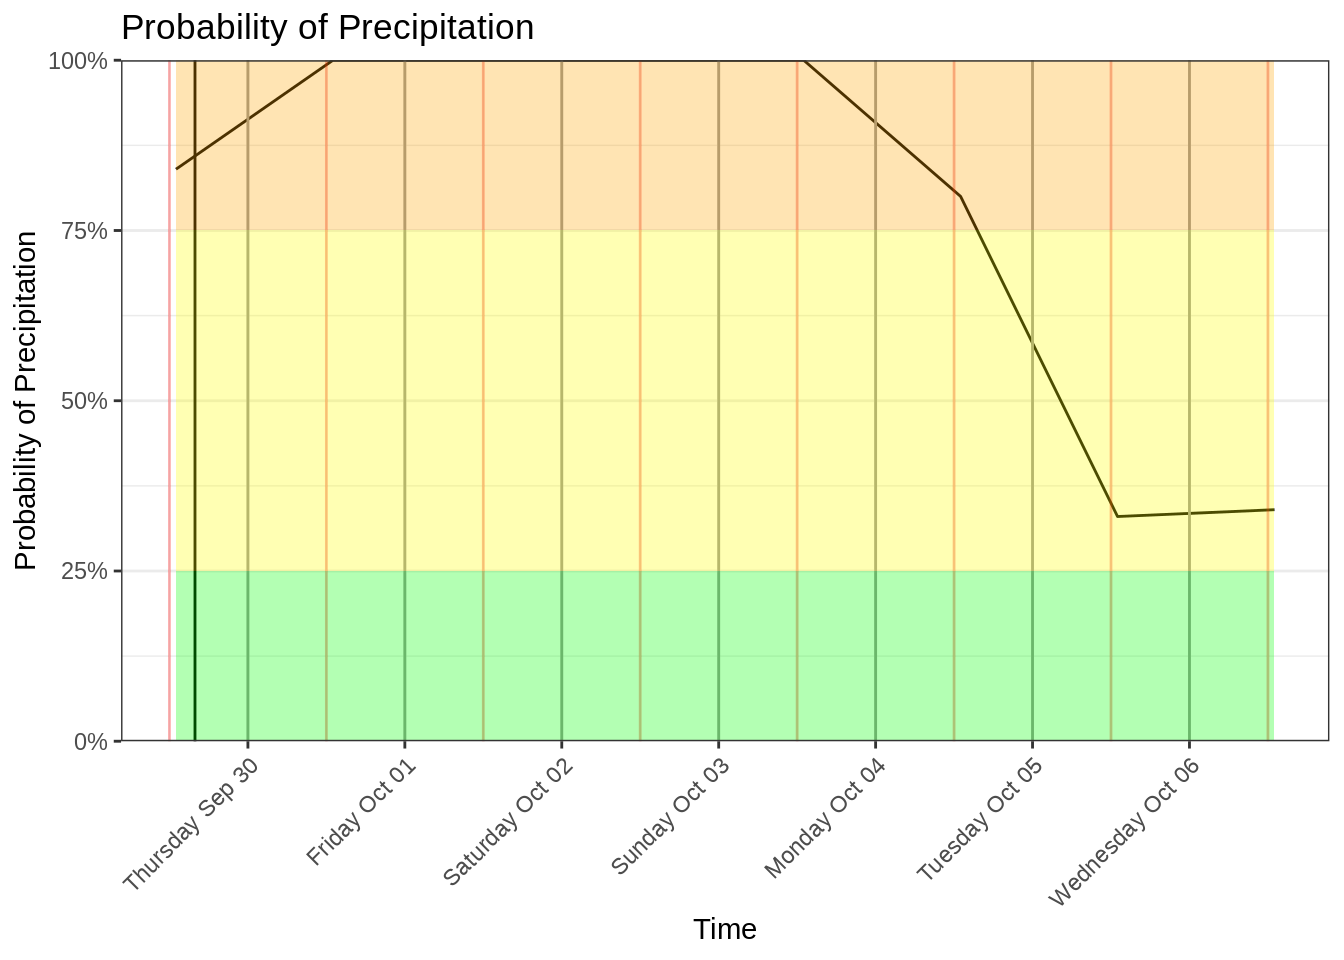 Probability of Precipitation
Probability of Precipitation
100%
75%
50%
25%
0%
Thursday Sep 30
Friday Oct 01
Saturday Oct 02
Sunday Oct 03
Monday Oct 04
Tuesday Oct 05
Wednesday Oct 06
Time